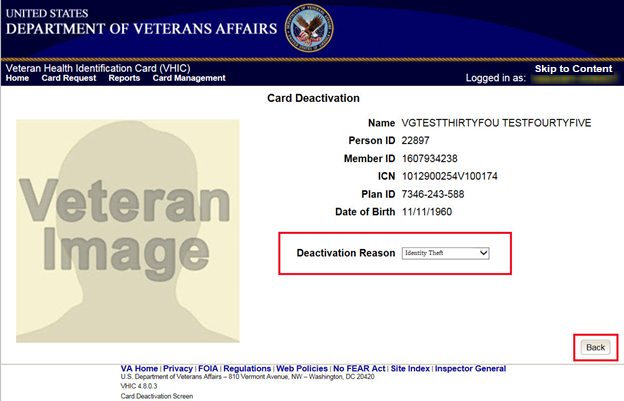 UNITED STATES
DEPARTMENT OF VETERANS AFFAIRS
Veteran Health Identification Card (VHIC)
Skip to Content
Home Card Request Reports Card Management
Logged in as:
Card Deactivation
Name VGTESTTHIRTYFOU TESTFOURTYFIVE
Person ID 22897
Member ID 1607934238
ICN 1012900254V100174
Plan ID 7346-243-588
Date of Birth 11/11/1960
Veteran
Image
Deactivation Reason Identity Theft
Back
VA Home | Privacy | FOIA | Regulations | Web Policies | No FEAR Act | Site Index | Inspector General
U.S. Department of Veterans Affairs – 810 Vermont Avenue, NW – Washington, DC 20420
VHIC 4.8.0.3
Card Deactivation Screen